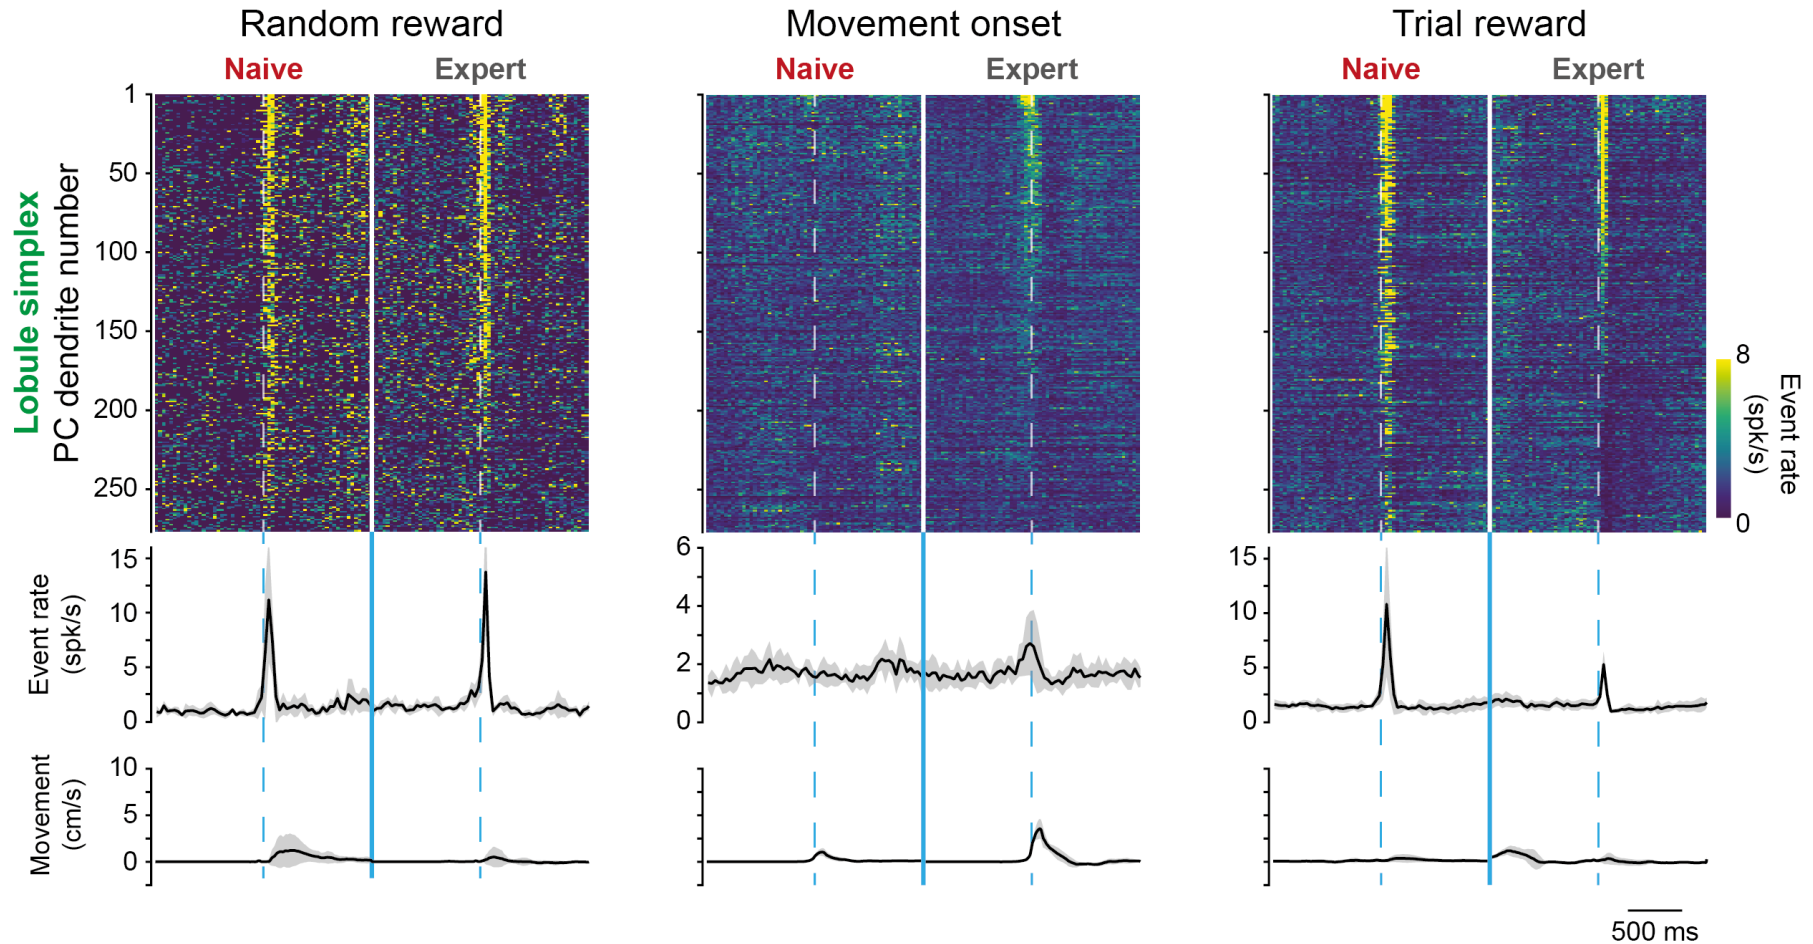 Random reward
Movement onset
Trial reward
Naive
Expert
Naive
Expert
Naive
Expert
Lobule simplex
PC dendrite number
1
50
100
150
200
250
8
0
Event rate
(spk/s)
Event rate
(spk/s)
15
10
5
0
6
4
2
0
15
10
5
0
Movement
(cm/s)
10
5
0
500 ms